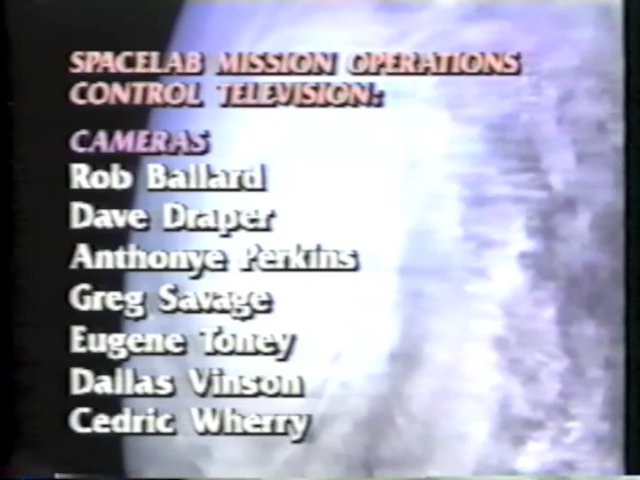 SPACELAB MISSION OPERATIONS
CONTROL TELEVISION:
CAMERAS
Rob Ballard
Dave Draper
Anthonye Perkins
Greg Savage
Eugene Toney
Dallas Vinson
Cedric Wherry